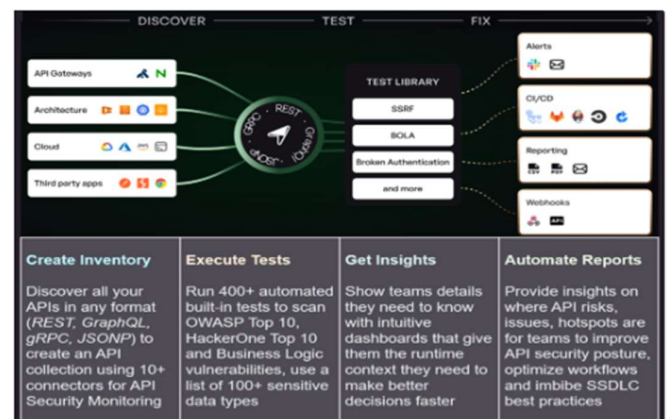 DISCOVER TEST FIX
API Gateways
Architecture
Cloud
Third party apps
GRPC · REST · GraphQL · JSONP ·
TEST LIBRARY
SSRF
BOLA
Broken Authentication
and more
Alerts
CI/CD
Reporting
CSV PDF
Webhooks
API
Create Inventory
Discover all your
APIs in any format
(REST, GraphQL,
gRPC, JSONP) to
create an API
collection using 10+
connectors for API
Security Monitoring
Execute Tests
Run 400+ automated
built-in tests to scan
OWASP Top 10,
HackerOne Top 10
and Business Logic
vulnerabilities, use a
list of 100+ sensitive
data types
Get Insights
Show teams details
they need to know
with intuitive
dashboards that give
them the runtime
context they need to
make better
decisions faster
Automate Reports
Provide insights on
where API risks,
issues, hotspots are
for teams to improve
API security posture,
optimize workflows
and imbibe SSDLC
best practices